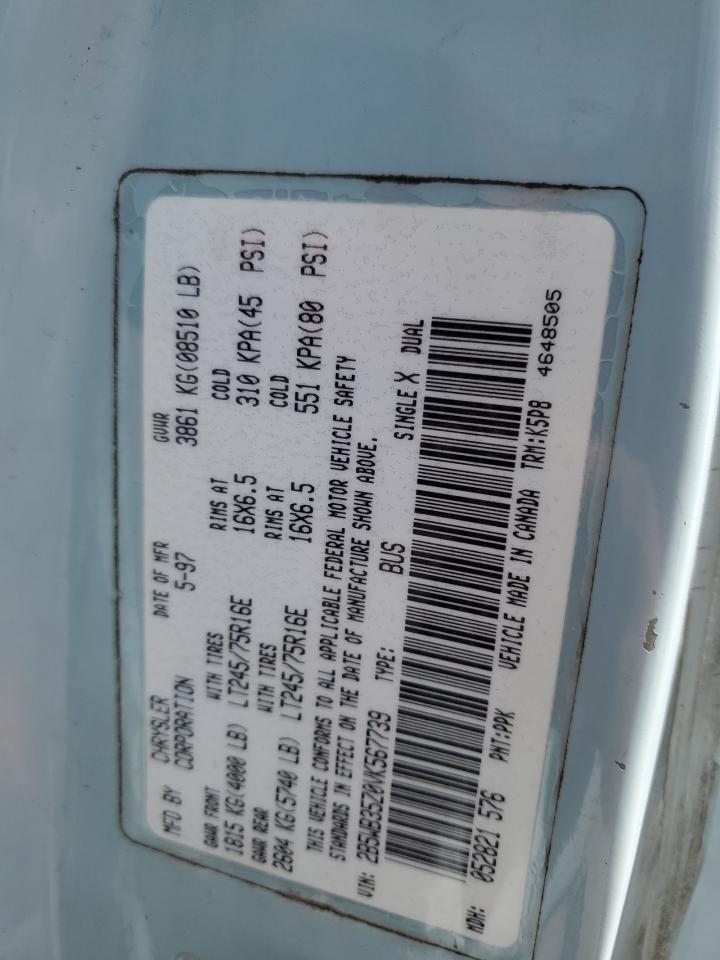 MFD BY CHRYSLER CORPORATION DATE OF MFR 5-97 GVWR 3861 KG(08510 LB)
GAWR FRONT WITH TIRES RIMS AT COLD
1815 KG(4000 LB) LT245/75R16E 16X6.5 310 KPA(45 PSI)
GAWR REAR WITH TIRES RIMS AT COLD
2604 KG(5740 LB) LT245/75R16E 16X6.5 551 KPA(80 PSI)
THIS VEHICLE CONFORMS TO ALL APPLICABLE FEDERAL MOTOR VEHICLE SAFETY
STANDARDS IN EFFECT ON THE DATE OF MANUFACTURE SHOWN ABOVE.
VIN: 2B5WB35Z0VK567739 TYPE: BUS SINGLE X DUAL
MDH: 052821 576 PNT:PPK VEHICLE MADE IN CANADA TRM:K5P8 4648505